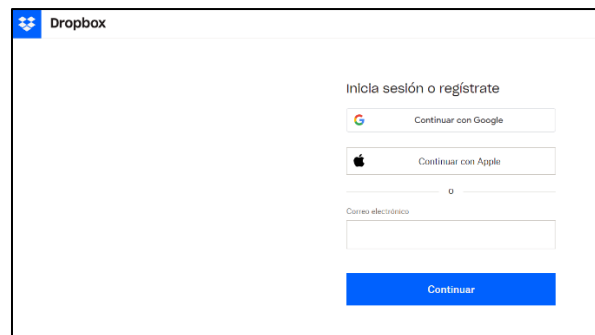 Dropbox
Inicia sesión o regístrate
Continuar con Google
Continuar con Apple
o
Correo electrónico
Continuar